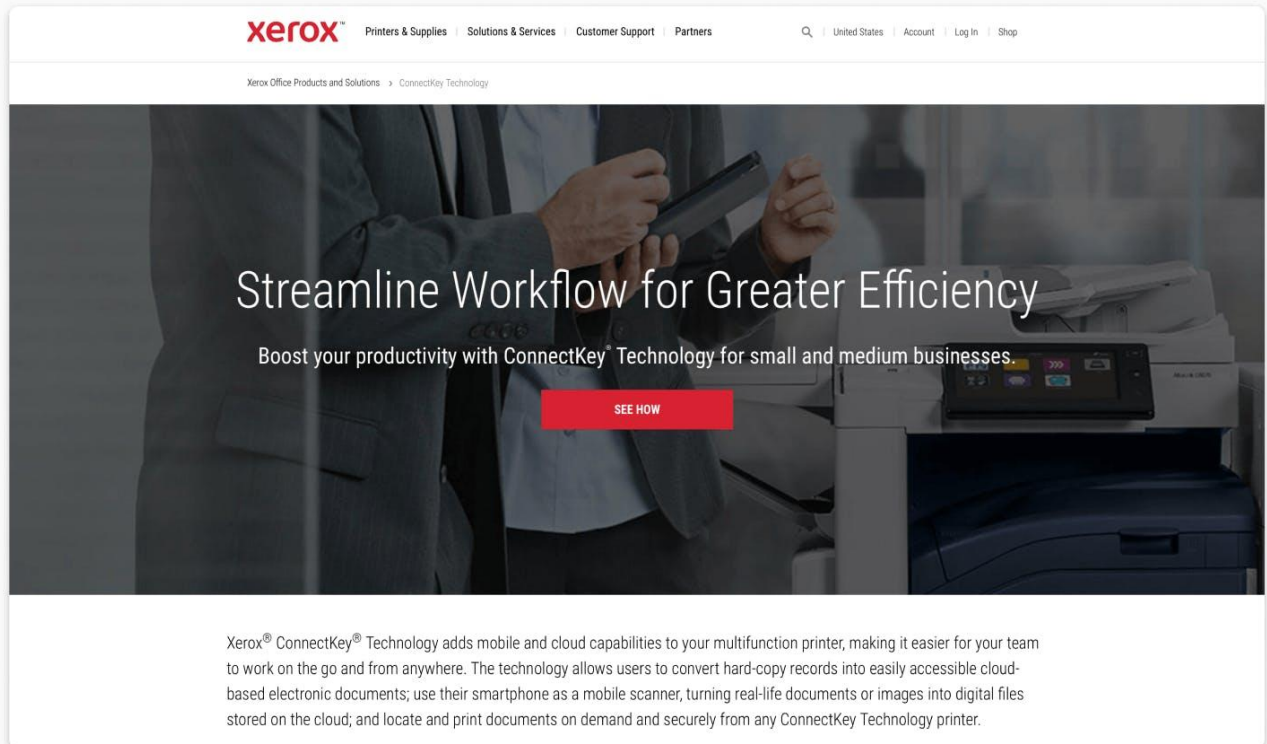 xerox™
Printers & Supplies | Solutions & Services | Customer Support | Partners
United States | Account | Log In | Shop
Xerox Office Products and Solutions › ConnectKey Technology
Streamline Workflow for Greater Efficiency
Boost your productivity with ConnectKey® Technology for small and medium businesses.
SEE HOW
Xerox® ConnectKey® Technology adds mobile and cloud capabilities to your multifunction printer, making it easier for your team
to work on the go and from anywhere. The technology allows users to convert hard-copy records into easily accessible cloud-
based electronic documents; use their smartphone as a mobile scanner, turning real-life documents or images into digital files
stored on the cloud; and locate and print documents on demand and securely from any ConnectKey Technology printer.